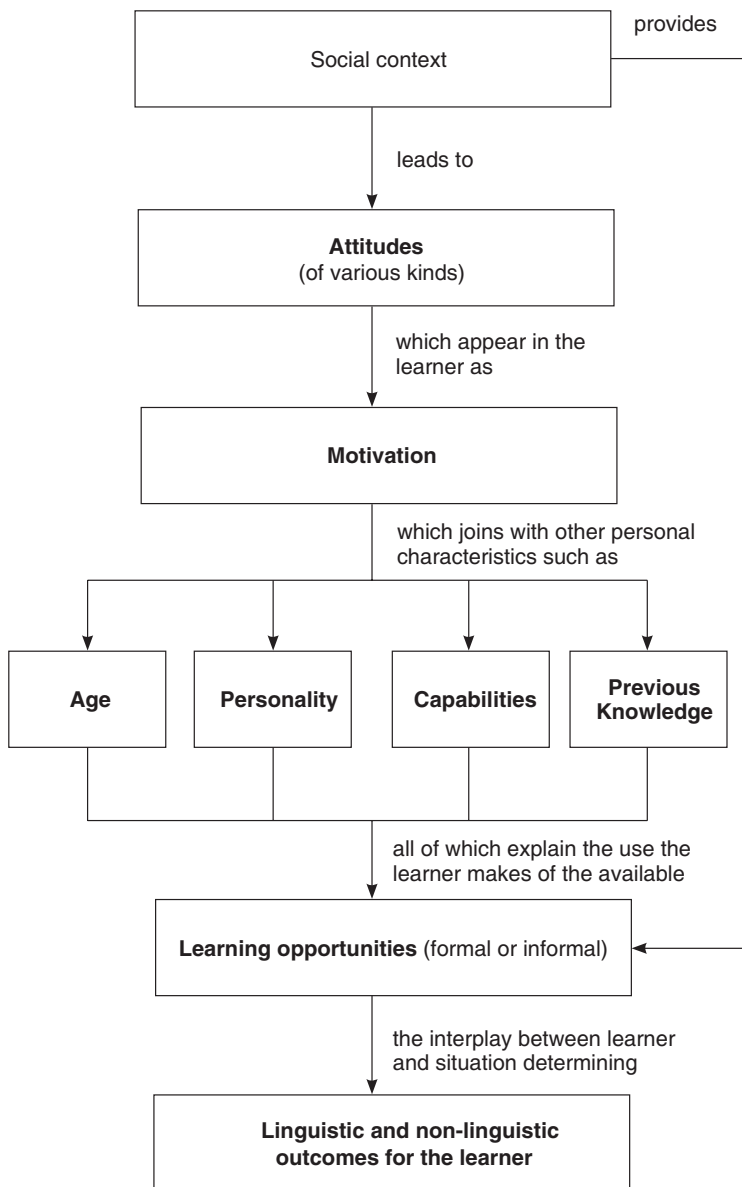 provides
Social context
leads to
Attitudes
(of various kinds)
which appear in the
learner as
Motivation
which joins with other personal
characteristics such as
Age
Personality
Capabilities
Previous
Knowledge
all of which explain the use the
learner makes of the available
Learning opportunities (formal or informal)
the interplay between learner
and situation determining
Linguistic and non-linguistic
outcomes for the learner